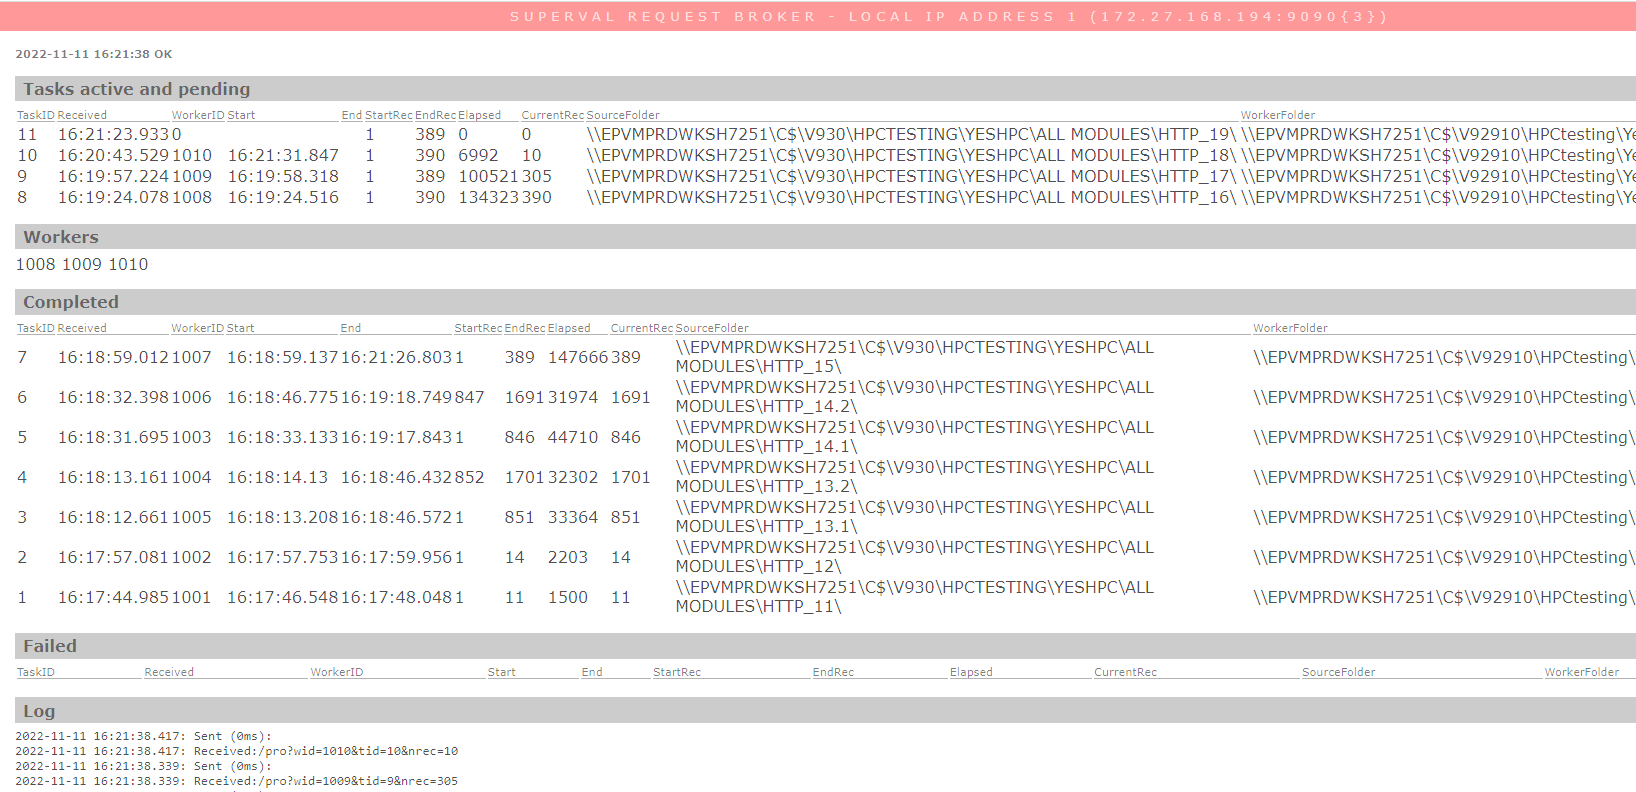 SUPERVAL REQUEST BROKER - LOCAL IP ADDRESS 1 (172.27.168.194:9090{3})
2022-11-11 16:21:38 OK
Tasks active and pending
TaskID Received WorkerID Start End StartRec EndRec Elapsed CurrentRec SourceFolder WorkerFolder
11 16:21:23.933 0 1 389 0 0 \\EPVMPRDWKSH7251\C$\V930\HPCTESTING\YESHPC\ALL MODULES\HTTP_19\ \\EPVMPRDWKSH7251\C$\V92910\HPCtesting\Ye
10 16:20:43.529 1010 16:21:31.847 1 390 6992 10 \\EPVMPRDWKSH7251\C$\V930\HPCTESTING\YESHPC\ALL MODULES\HTTP_18\ \\EPVMPRDWKSH7251\C$\V92910\HPCtesting\Ye
9 16:19:57.224 1009 16:19:58.318 1 389 100521 305 \\EPVMPRDWKSH7251\C$\V930\HPCTESTING\YESHPC\ALL MODULES\HTTP_17\ \\EPVMPRDWKSH7251\C$\V92910\HPCtesting\Ye
8 16:19:24.078 1008 16:19:24.516 1 390 134323 390 \\EPVMPRDWKSH7251\C$\V930\HPCTESTING\YESHPC\ALL MODULES\HTTP_16\ \\EPVMPRDWKSH7251\C$\V92910\HPCtesting\Ye
Workers
1008 1009 1010
Completed
TaskID Received WorkerID Start End StartRec EndRec Elapsed CurrentRec SourceFolder WorkerFolder
7 16:18:59.012 1007 16:18:59.137 16:21:26.803 1 389 147666 389 \\EPVMPRDWKSH7251\C$\V930\HPCTESTING\YESHPC\ALL
MODULES\HTTP_15\ \\EPVMPRDWKSH7251\C$\V92910\HPCtesting\
6 16:18:32.398 1006 16:18:46.775 16:19:18.749 847 1691 31974 1691 \\EPVMPRDWKSH7251\C$\V930\HPCTESTING\YESHPC\ALL
MODULES\HTTP_14.2\ \\EPVMPRDWKSH7251\C$\V92910\HPCtesting\
5 16:18:31.695 1003 16:18:33.133 16:19:17.843 1 846 44710 846 \\EPVMPRDWKSH7251\C$\V930\HPCTESTING\YESHPC\ALL
MODULES\HTTP_14.1\ \\EPVMPRDWKSH7251\C$\V92910\HPCtesting\
4 16:18:13.161 1004 16:18:14.13 16:18:46.432 852 1701 32302 1701 \\EPVMPRDWKSH7251\C$\V930\HPCTESTING\YESHPC\ALL
MODULES\HTTP_13.2\ \\EPVMPRDWKSH7251\C$\V92910\HPCtesting\
3 16:18:12.661 1005 16:18:13.208 16:18:46.572 1 851 33364 851 \\EPVMPRDWKSH7251\C$\V930\HPCTESTING\YESHPC\ALL
MODULES\HTTP_13.1\ \\EPVMPRDWKSH7251\C$\V92910\HPCtesting\
2 16:17:57.081 1002 16:17:57.753 16:17:59.956 1 14 2203 14 \\EPVMPRDWKSH7251\C$\V930\HPCTESTING\YESHPC\ALL
MODULES\HTTP_12\ \\EPVMPRDWKSH7251\C$\V92910\HPCtesting\
1 16:17:44.985 1001 16:17:46.548 16:17:48.048 1 11 1500 11 \\EPVMPRDWKSH7251\C$\V930\HPCTESTING\YESHPC\ALL
MODULES\HTTP_11\ \\EPVMPRDWKSH7251\C$\V92910\HPCtesting\
Failed
TaskID Received WorkerID Start End StartRec EndRec Elapsed CurrentRec SourceFolder WorkerFolder
Log
2022-11-11 16:21:38.417: Sent (0ms):
2022-11-11 16:21:38.417: Received:/pro?wid=1010&tid=10&nrec=10
2022-11-11 16:21:38.339: Sent (0ms):
2022-11-11 16:21:38.339: Received:/pro?wid=1009&tid=9&nrec=305